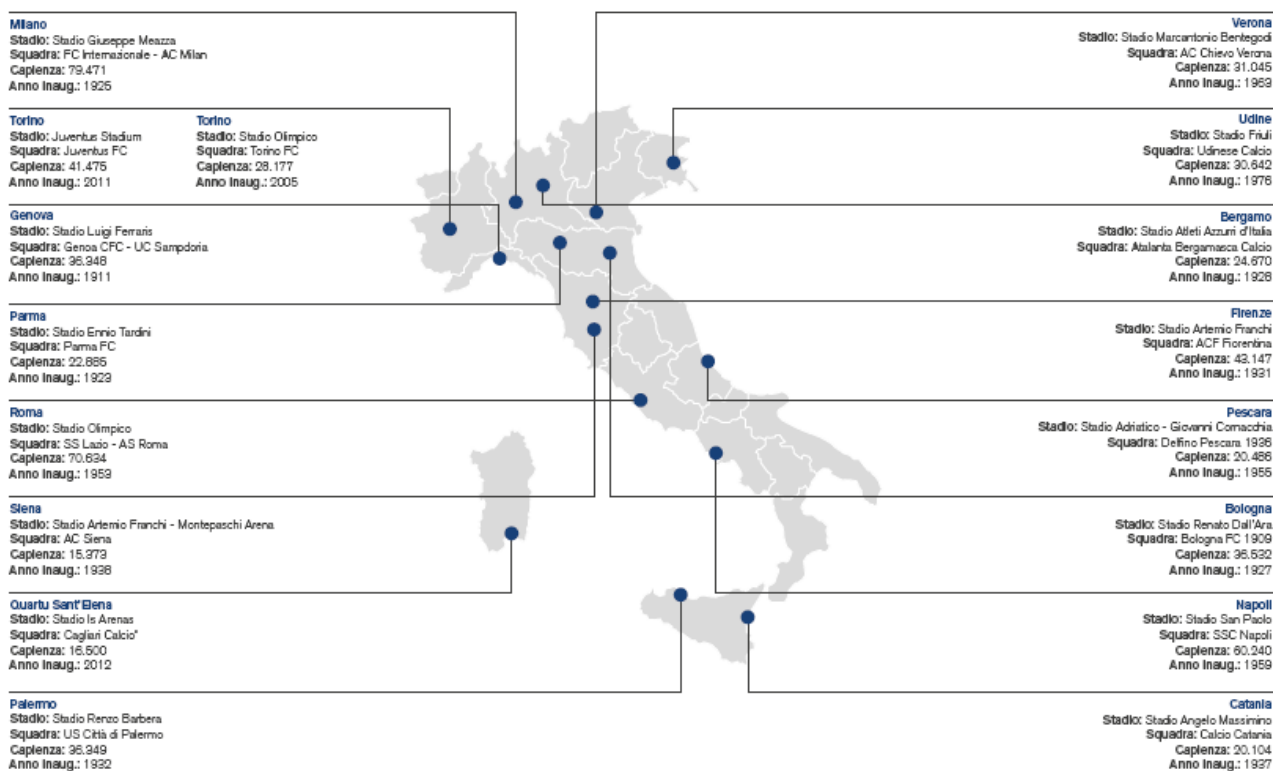 Milano
Stadio: Stadio Giuseppe Meazza
Squadra: FC Internazionale - AC Milan
Capienza: 79.471
Anno Inaug.: 1925
Torino
Stadio: Juventus Stadium
Squadra: Juventus FC
Capienza: 41.475
Anno Inaug.: 2011
Torino
Stadio: Stadio Olimpico
Squadra: Torino FC
Capienza: 28.177
Anno Inaug.: 2005
Genova
Stadio: Stadio Luigi Ferraris
Squadra: Genoa CFC - UC Sampdoria
Capienza: 36.348
Anno Inaug.: 1911
Parma
Stadio: Stadio Ennio Tardini
Squadra: Parma FC
Capienza: 22.885
Anno Inaug.: 1923
Roma
Stadio: Stadio Olimpico
Squadra: SS Lazio - AS Roma
Capienza: 70.634
Anno Inaug.: 1953
Siena
Stadio: Stadio Artemio Franchi - Montepaschi Arena
Squadra: AC Siena
Capienza: 15.373
Anno Inaug.: 1938
Quartu Sant'Elena
Stadio: Stadio Is Arenas
Squadra: Cagliari Calcio*
Capienza: 16.500
Anno Inaug.: 2012
Palermo
Stadio: Stadio Renzo Barbera
Squadra: US Città di Palermo
Capienza: 36.349
Anno Inaug.: 1932
Verona
Stadio: Stadio Marcantonio Bentegodi
Squadra: AC Chievo Verona
Capienza: 31.045
Anno Inaug.: 1963
Udine
Stadio: Stadio Friuli
Squadra: Udinese Calcio
Capienza: 30.642
Anno Inaug.: 1976
Bergamo
Stadio: Stadio Atleti Azzurri d'Italia
Squadra: Atalanta Bergamasca Calcio
Capienza: 24.670
Anno Inaug.: 1928
Firenze
Stadio: Stadio Artemio Franchi
Squadra: ACF Fiorentina
Capienza: 43.147
Anno Inaug.: 1931
Pescara
Stadio: Stadio Adriatico - Giovanni Cornacchia
Squadra: Delfino Pescara 1936
Capienza: 20.486
Anno Inaug.: 1955
Bologna
Stadio: Stadio Renato Dall'Ara
Squadra: Bologna FC 1909
Capienza: 36.532
Anno Inaug.: 1927
Napoli
Stadio: Stadio San Paolo
Squadra: SSC Napoli
Capienza: 60.240
Anno Inaug.: 1959
Catania
Stadio: Stadio Angelo Massimino
Squadra: Calcio Catania
Capienza: 20.104
Anno Inaug.: 1937